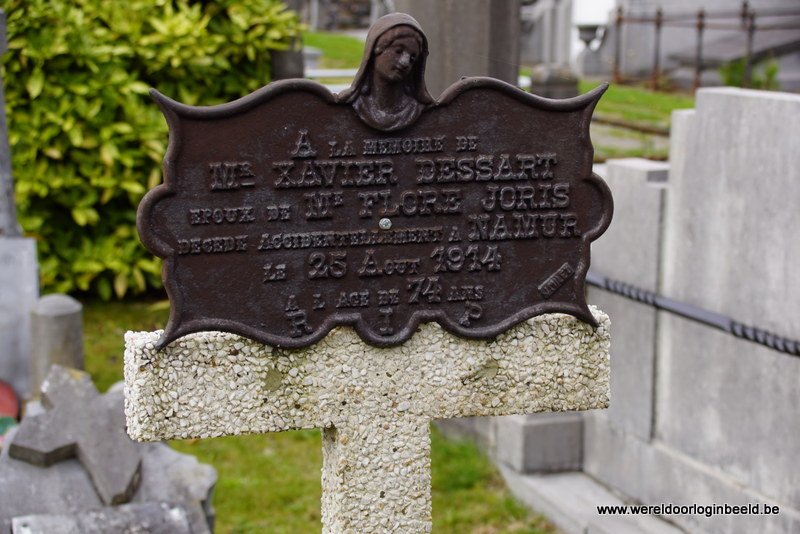 A LA MEMOIRE DE
MR XAVIER DESSART
EPOUX DE ME FLORE JORIS
DECEDE ACCIDENTELLEMENT A NAMUR
LE 25 AOUT 1914
A L AGE DE 74 ANS
R I P
www.wereldoorloginbeeld.be